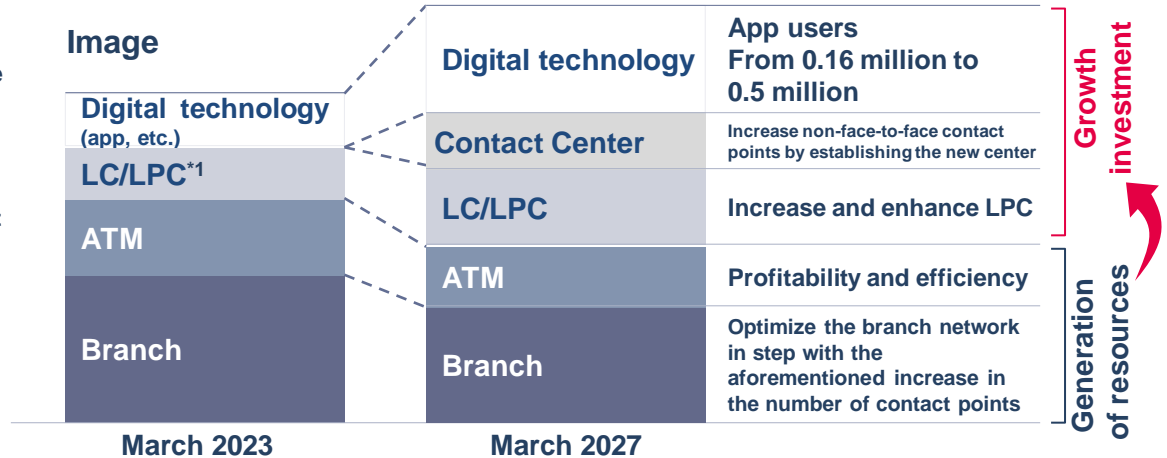 Image
e
:
Digital technology
(app, etc.)
LC/LPC*1
ATM
Branch
March 2023
Digital technology
Contact Center
LC/LPC
ATM
Branch
March 2027
App users
From 0.16 million to
0.5 million
Increase non-face-to-face contact
points by establishing the new center
Increase and enhance LPC
Profitability and efficiency
Optimize the branch network
in step with the
aforementioned increase in
the number of contact points
Growth
investment
Generation
of resources